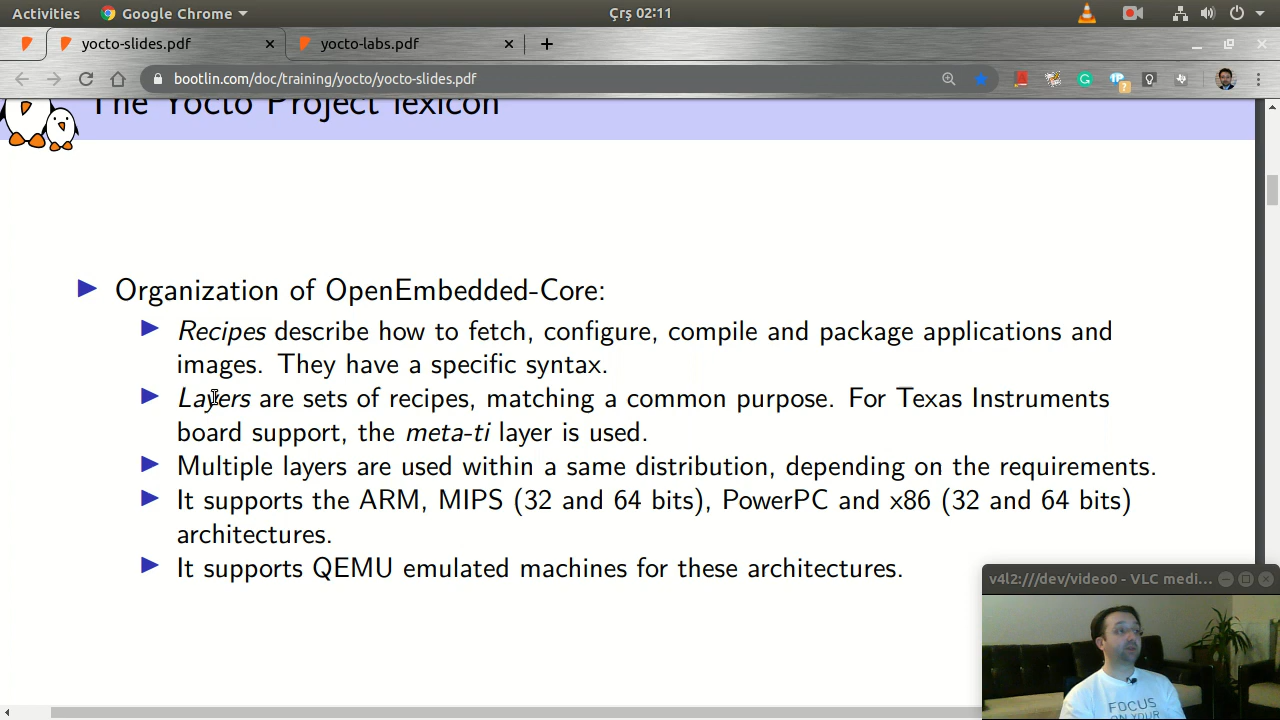 Activities Google Chrome Çrş 02:11
yocto-slides.pdf yocto-labs.pdf
bootlin.com/doc/training/yocto/yocto-slides.pdf
The Yocto Project lexicon
Organization of OpenEmbedded-Core:
Recipes describe how to fetch, configure, compile and package applications and
images. They have a specific syntax.
Layers are sets of recipes, matching a common purpose. For Texas Instruments
board support, the meta-ti layer is used.
Multiple layers are used within a same distribution, depending on the requirements.
It supports the ARM, MIPS (32 and 64 bits), PowerPC and x86 (32 and 64 bits)
architectures.
It supports QEMU emulated machines for these architectures.
v4l2:///dev/video0 - VLC medi...
FOCUS
ON YOUR